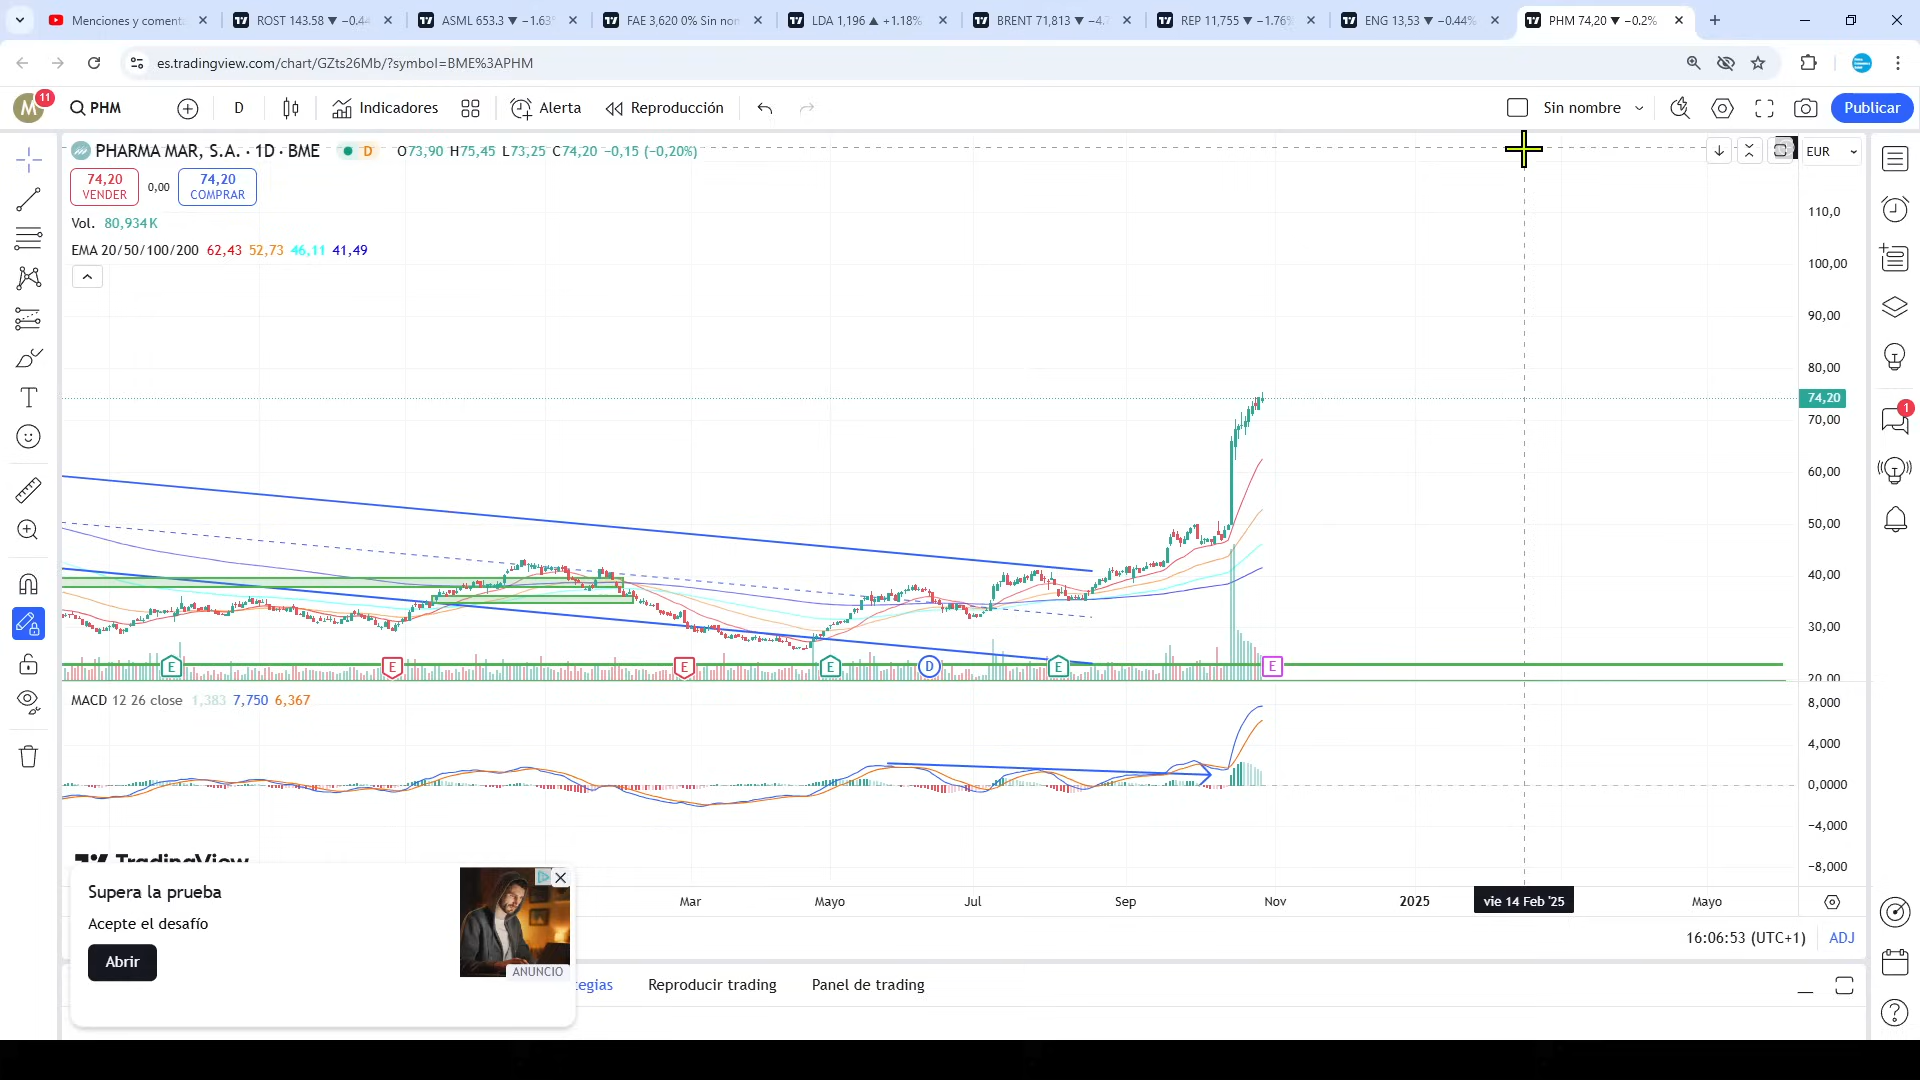 Menciones y comenta
ROST 143.58 ▼ −0.44
ASML 653.3 ▼ −1.63
FAE 3,620 0% Sin nom
LDA 1,196 ▲ +1.18%
BRENT 71,813 ▼ −4.7
REP 11,755 ▼ −1.76%
ENG 13,53 ▼ −0.44%
PHM 74,20 ▼ −0.2%
es.tradingview.com/chart/GZts26Mb/?symbol=BME%3APHM
M
11
PHM
D
Indicadores
Alerta
Reproducción
Sin nombre
Publicar
PHARMA MAR, S.A. · 1D · BME
D
O73,90 H75,45 L73,25 C74,20 −0,15 (−0,20%)
EUR
74,20
VENDER
0,00
74,20
COMPRAR
Vol. 80,934 K
EMA 20/50/100/200 62,43 52,73 46,11 41,49
110,0
100,00
90,00
80,00
74,20
70,00
60,00
50,00
40,00
30,00
20,00
1
E
E
E
E
D
E
E
MACD 12 26 close 1,383 7,750 6,367
8,000
4,000
0,0000
−4,000
−8,000
TradingView
Supera la prueba
Acepte el desafío
Abrir
ANUNCIO
Mar
Mayo
Jul
Sep
Nov
2025
vie 14 Feb '25
Mayo
16:06:53 (UTC+1)
ADJ
tegias
Reproducir trading
Panel de trading